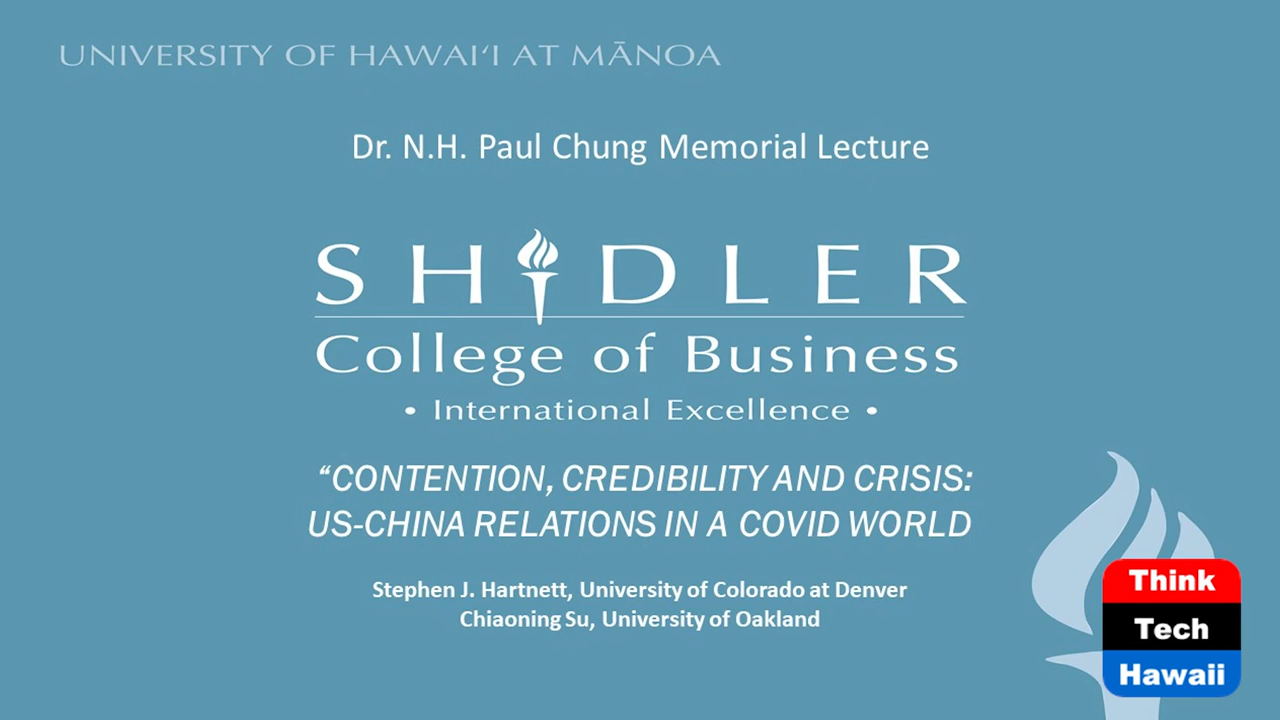 UNIVERSITY OF HAWAI‘I AT MĀNOA
Dr. N.H. Paul Chung Memorial Lecture
SHIDLER
College of Business
• International Excellence •
“CONTENTION, CREDIBILITY AND CRISIS:
US-CHINA RELATIONS IN A COVID WORLD
Stephen J. Hartnett, University of Colorado at Denver
Chiaoning Su, University of Oakland
Think
Tech
Hawaii